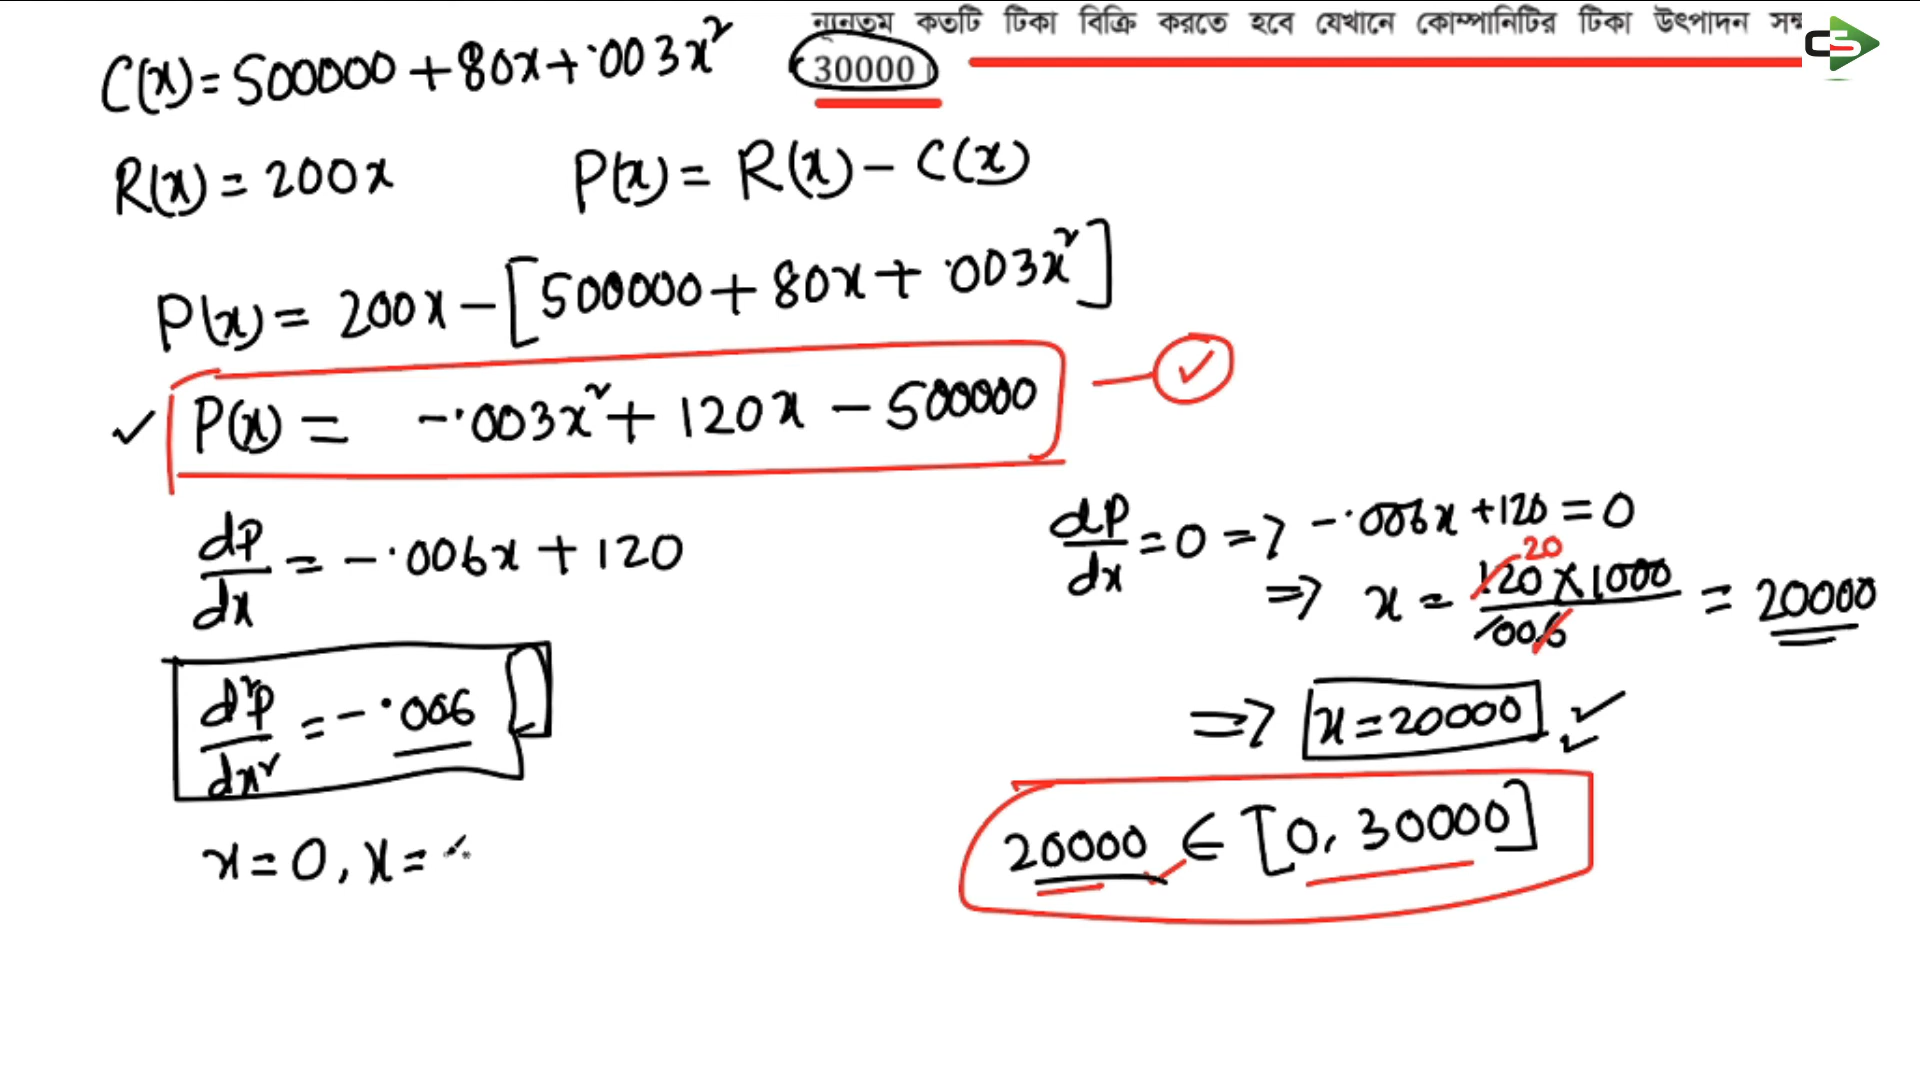 ন্যূনতম কতটি টিকা বিক্রি করতে হবে যেখানে কোম্পানিটির টিকা উৎপাদন
30000।
C(x)=500000+80x+·003x²
R(x)=200x
P(x)=R(x)-C(x)
P(x)=200x-[500000+80x+·003x²]
P(x)= -·003x²+120x-500000
dp/dx = -·006x+120
d²p/dx² = -·006
x=0, x=
dp/dx=0 => -·006x+120=0
20
=> x = 120×1000/006 = 20000
=> x=20000
20000 ∈ [0, 30000]